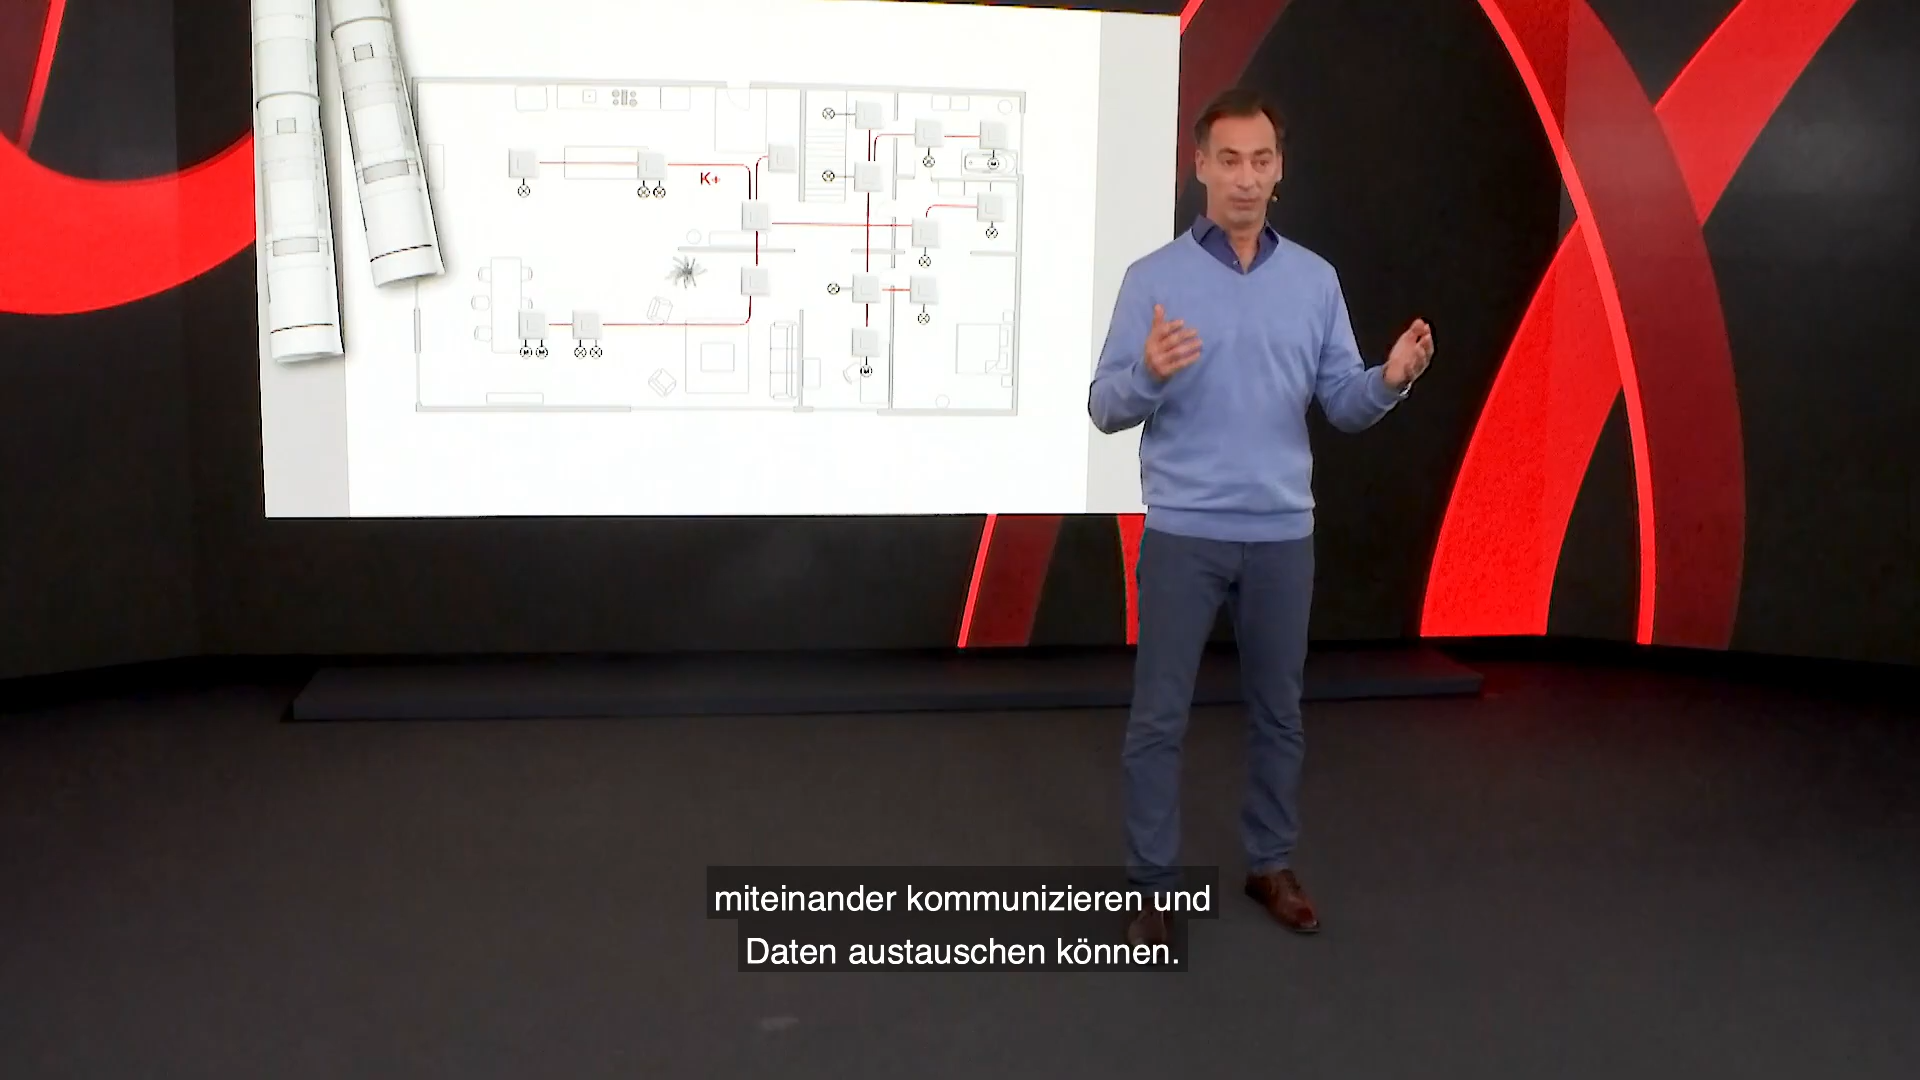 K+
miteinander kommunizieren und
Daten austauschen können.